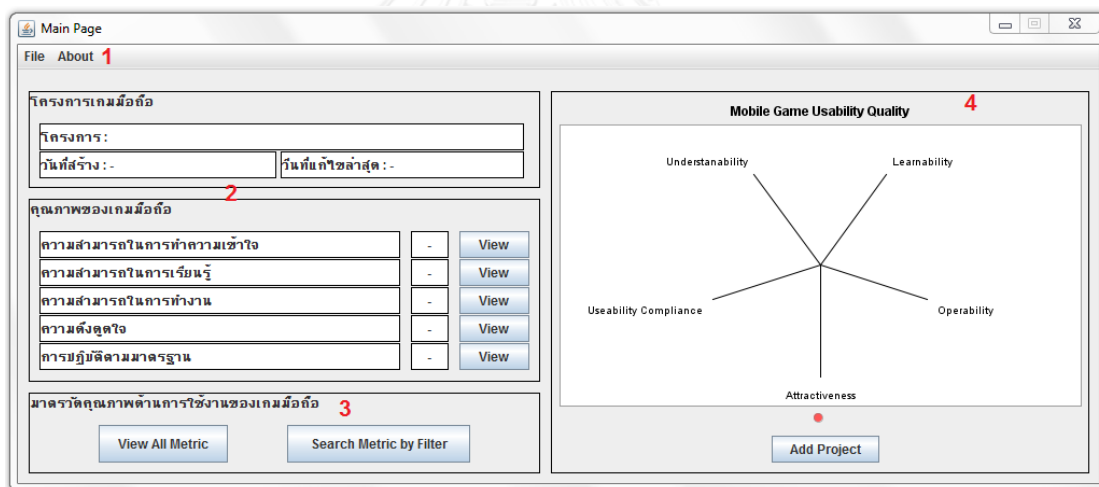 Main Page
File About 1
โครงการเกมมือถือ
โครงการ :
วันที่สร้าง : -
วันที่แก้ไขล่าสุด : -
2
คุณภาพของเกมมือถือ
ความสามารถในการทำความเข้าใจ - View
ความสามารถในการเรียนรู้ - View
ความสามารถในการทำงาน - View
ความดึงดูดใจ - View
การปฏิบัติตามมาตรฐาน - View
มาตรวัดคุณภาพด้านการใช้งานของเกมมือถือ
3
View All Metric
Search Metric by Filter
4
Mobile Game Usability Quality
Understanability
Learnability
Useability Compliance
Operability
Attractiveness
Add Project